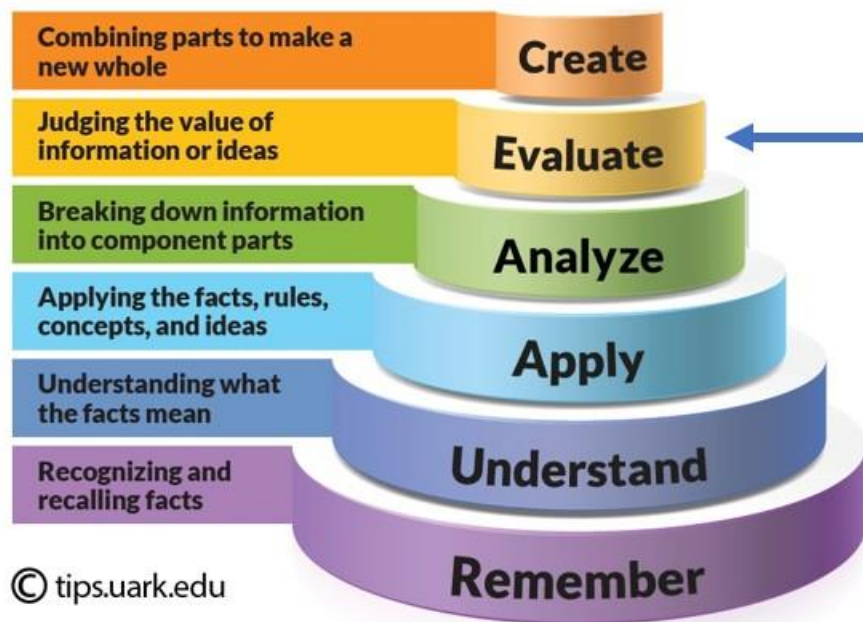 Combining parts to make a
new whole
Create
Judging the value of
information or ideas
Evaluate
Breaking down information
into component parts
Analyze
Applying the facts, rules,
concepts, and ideas
Apply
Understanding what
the facts mean
Understand
Recognizing and
recalling facts
Remember
© tips.uark.edu